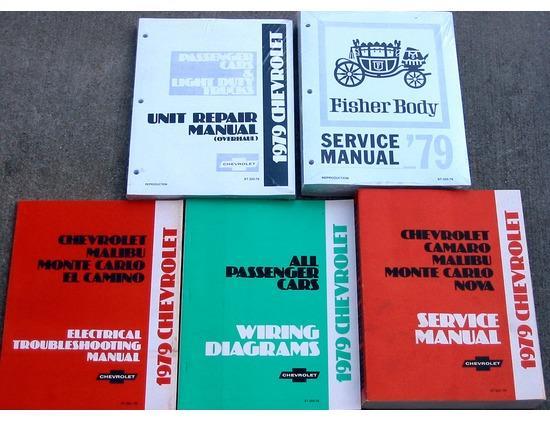 PASSENGER
CARS
&
LIGHT DUTY
TRUCKS
UNIT REPAIR
MANUAL
(OVERHAUL)
CHEVROLET
REPRODUCTION
1979 CHEVROLET
Fisher Body
SERVICE
MANUAL '79
REPRODUCTION
CHEVROLET
MALIBU
MONTE CARLO
EL CAMINO
ELECTRICAL
TROUBLESHOOTING
MANUAL
CHEVROLET
1979 CHEVROLET
ALL
PASSENGER
CARS
WIRING
DIAGRAMS
CHEVROLET
1979 CHEVROLET
CHEVROLET
CAMARO
MALIBU
MONTE CARLO
NOVA
SERVICE
MANUAL
CHEVROLET
1979 CHEVROLET